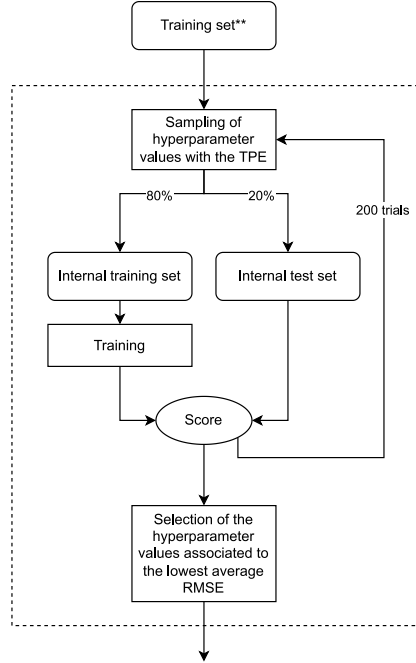 Training set**
Sampling of
hyperparameter
values with the TPE
80%
20%
200 trials
Internal training set
Internal test set
Training
Score
Selection of the
hyperparameter
values associated to
the lowest average
RMSE